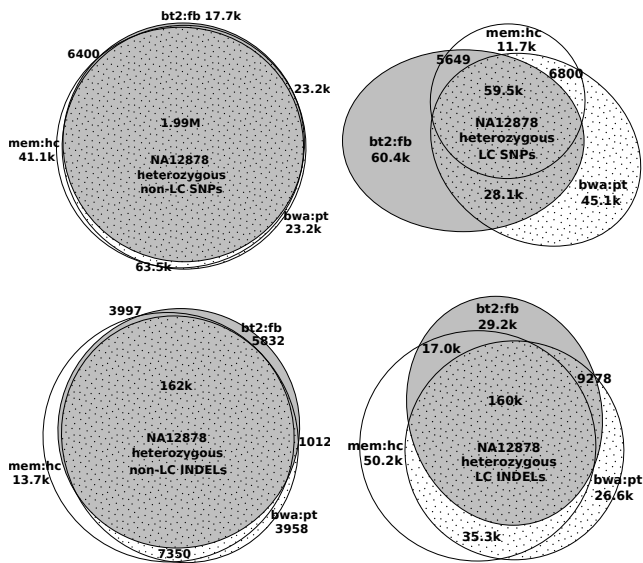 bt2:fb 17.7k
6400
23.2k
1.99M
mem:hc
41.1k
NA12878
heterozygous
non-LC SNPs
bwa:pt
23.2k
63.5k
mem:hc
11.7k
5649
6800
59.5k
NA12878
heterozygous
LC SNPs
bt2:fb
60.4k
bwa:pt
45.1k
28.1k
3997
bt2:fb
5832
162k
NA12878
heterozygous
non-LC INDELs
1012
mem:hc
13.7k
bwa:pt
3958
7350
bt2:fb
29.2k
17.0k
9278
160k
mem:hc
50.2k
NA12878
heterozygous
LC INDELs
bwa:pt
26.6k
35.3k